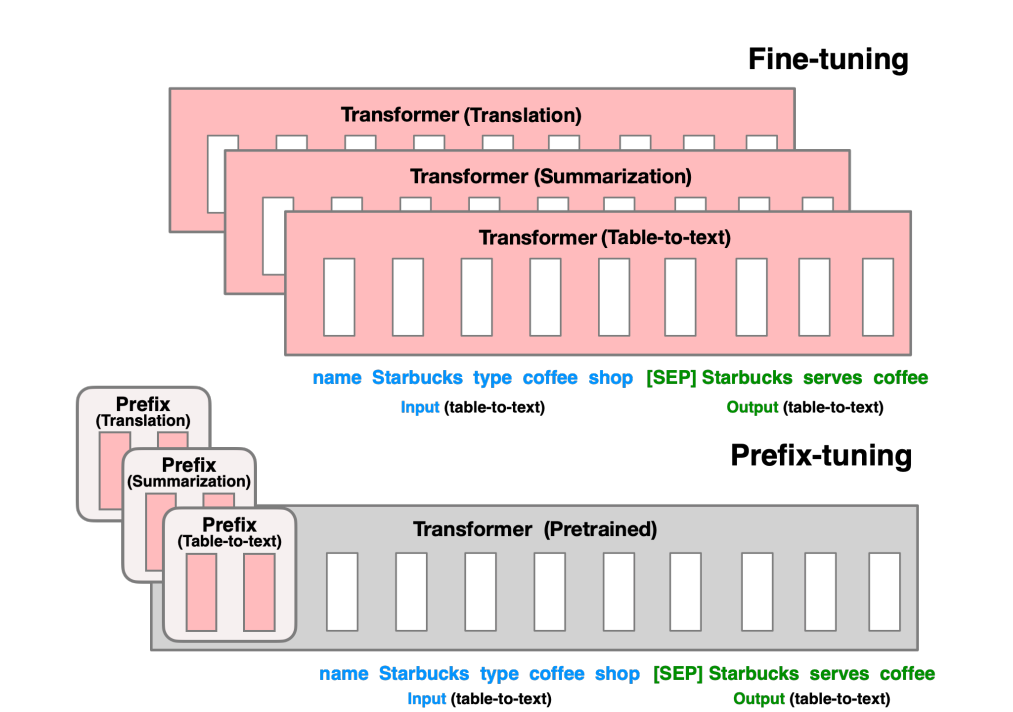 Fine-tuning
Transformer (Translation)
Transformer (Summarization)
Transformer (Table-to-text)
name Starbucks type coffee shop [SEP] Starbucks serves coffee
Input (table-to-text) Output (table-to-text)
Prefix
(Translation)
Prefix-tuning
Prefix
(Summarization)
Prefix
(Table-to-text)
Transformer (Pretrained)
name Starbucks type coffee shop [SEP] Starbucks serves coffee
Input (table-to-text) Output (table-to-text)